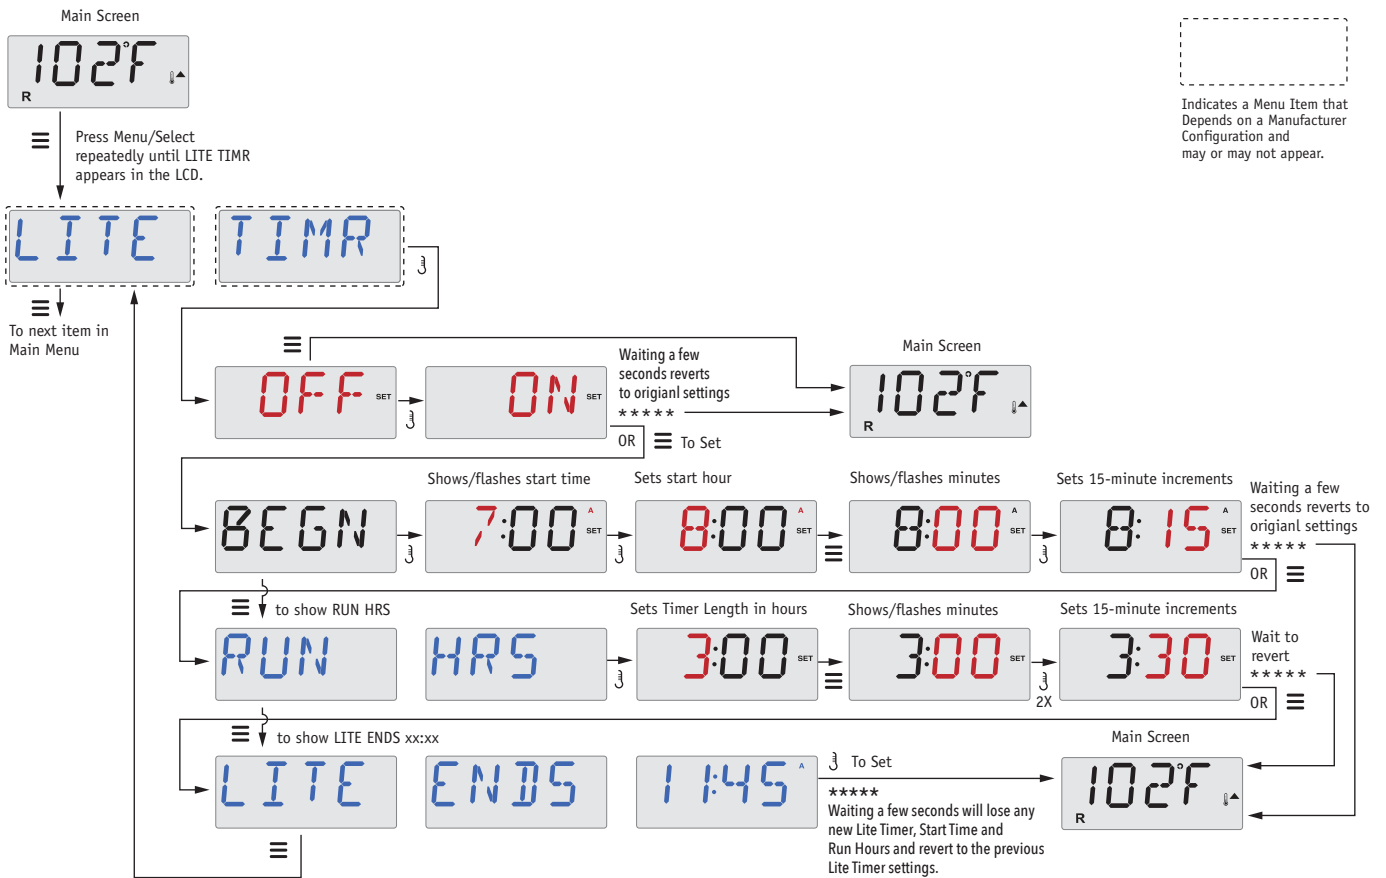 Main Screen
102°F
R
Indicates a Menu Item that
Depends on a Manufacturer
Configuration and
may or may not appear.
Press Menu/Select
repeatedly until LITE TIMR
appears in the LCD.
LITE
TIMR
To next item in
Main Menu
OFF SET
ON SET
Waiting a few
seconds reverts
to origianl settings
*****
OR
To Set
Main Screen
102°F
R
BEGN
Shows/flashes start time
7:00 A SET
Sets start hour
8:00 A SET
Shows/flashes minutes
8:00 A SET
Sets 15-minute increments
8:15 A SET
Waiting a few
seconds reverts to
origianl settings
*****
OR
to show RUN HRS
RUN
HRS
Sets Timer Length in hours
3:00 SET
Shows/flashes minutes
3:00 SET
2X
Sets 15-minute increments
3:30 SET
Wait to
revert
*****
OR
to show LITE ENDS xx:xx
LITE
ENDS
11:45 A
To Set
*****
Waiting a few seconds will lose any
new Lite Timer, Start Time and
Run Hours and revert to the previous
Lite Timer settings.
Main Screen
102°F
R